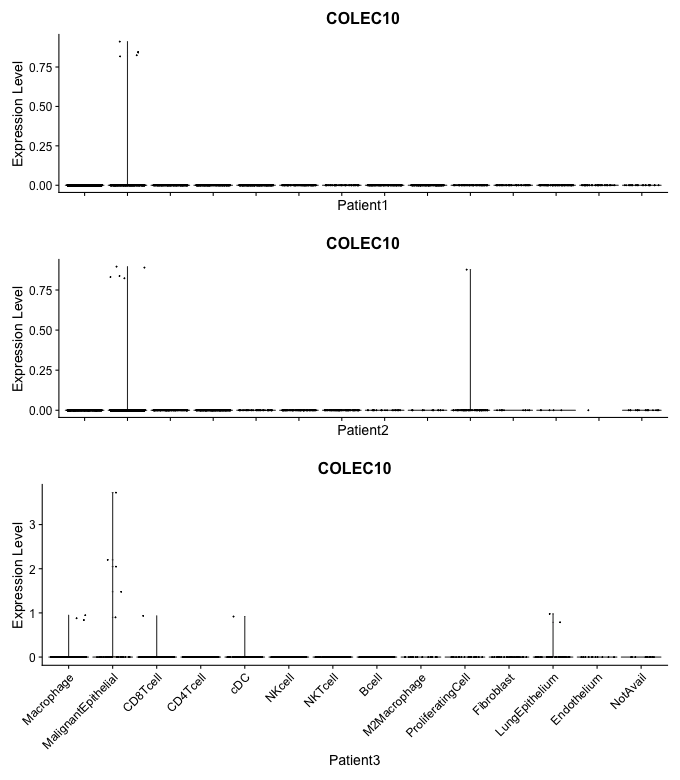 COLEC10
Expression Level
0.75
0.50
0.25
0.00
Patient1
COLEC10
Expression Level
0.75
0.50
0.25
0.00
Patient2
COLEC10
Expression Level
3
2
1
0
Macrophage
MalignantEpithelial
CD8Tcell
CD4Tcell
cDC
NKcell
NKTcell
Bcell
M2Macrophage
ProliferatingCell
Fibroblast
LungEpithelium
Endothelium
NotAvail
Patient3